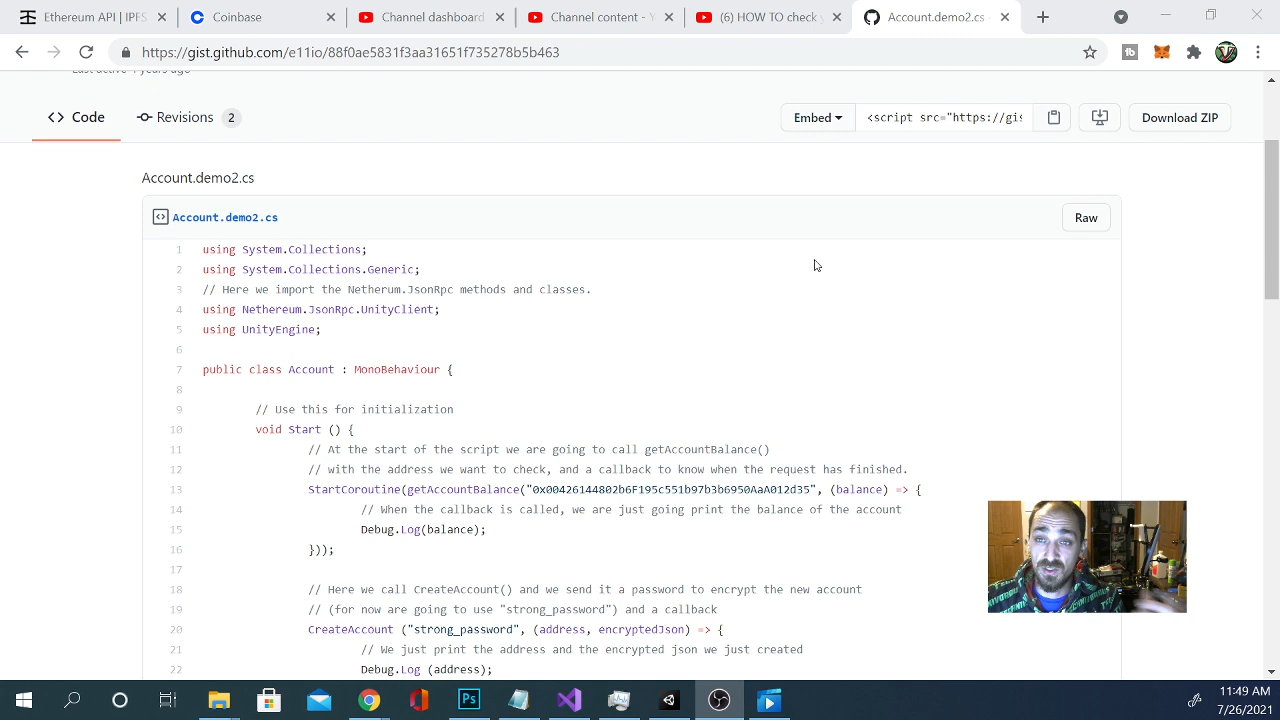 Ethereum API | IPFS
Coinbase
Channel dashboard
Channel content - Y
(6) HOW TO check y
Account.demo2.cs
https://gist.github.com/e11io/88f0ae5831f3aa31651f735278b5b463
tb
Last active 4 years ago
Code
Revisions 2
Embed
<script src="https://gis
Download ZIP
Account.demo2.cs
Account.demo2.cs
Raw
1 using System.Collections;
2 using System.Collections.Generic;
3 // Here we import the Netherum.JsonRpc methods and classes.
4 using Nethereum.JsonRpc.UnityClient;
5 using UnityEngine;
6
7 public class Account : MonoBehaviour {
8
9 // Use this for initialization
10 void Start () {
11 // At the start of the script we are going to call getAccountBalance()
12 // with the address we want to check, and a callback to know when the request has finished.
13 StartCoroutine(getAccountBalance("0x00426144802b6F195c551b97b3b6950AaA012d35", (balance) => {
14 // When the callback is called, we are just going print the balance of the account
15 Debug.Log(balance);
16 }));
17
18 // Here we call CreateAccount() and we send it a password to encrypt the new account
19 // (for now are going to use "strong_password") and a callback
20 CreateAccount ("strong_password", (address, encryptedJson) => {
21 // We just print the address and the encrypted json we just created
22 Debug.Log (address);
Ps
11:49 AM
7/26/2021